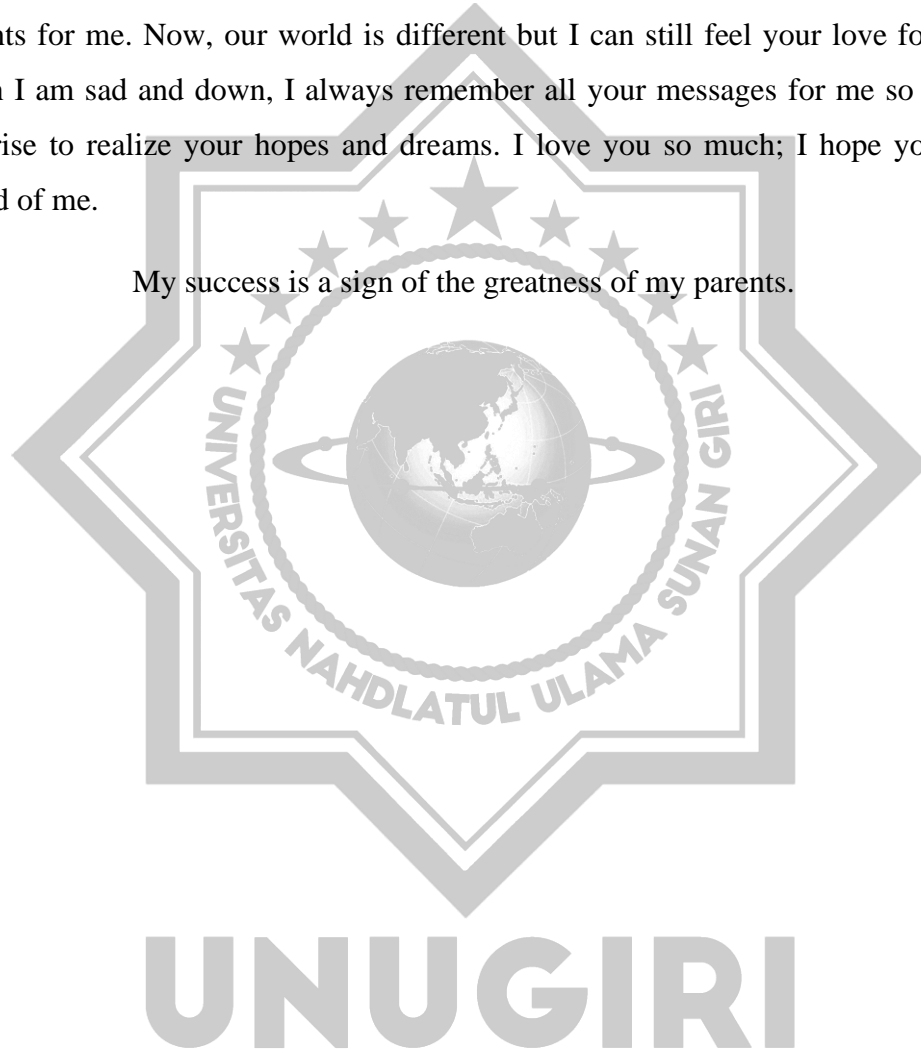 nts for me. Now, our world is different but I can still feel your love fo
I am sad and down, I always remember all your messages for me so
rise to realize your hopes and dreams. I love you so much; I hope yo
d of me.
My success is a sign of the greatness of my parents.
UNIVERSITAS NAHDLATUL ULAMA SUNAN GIRI
UNUGIRI